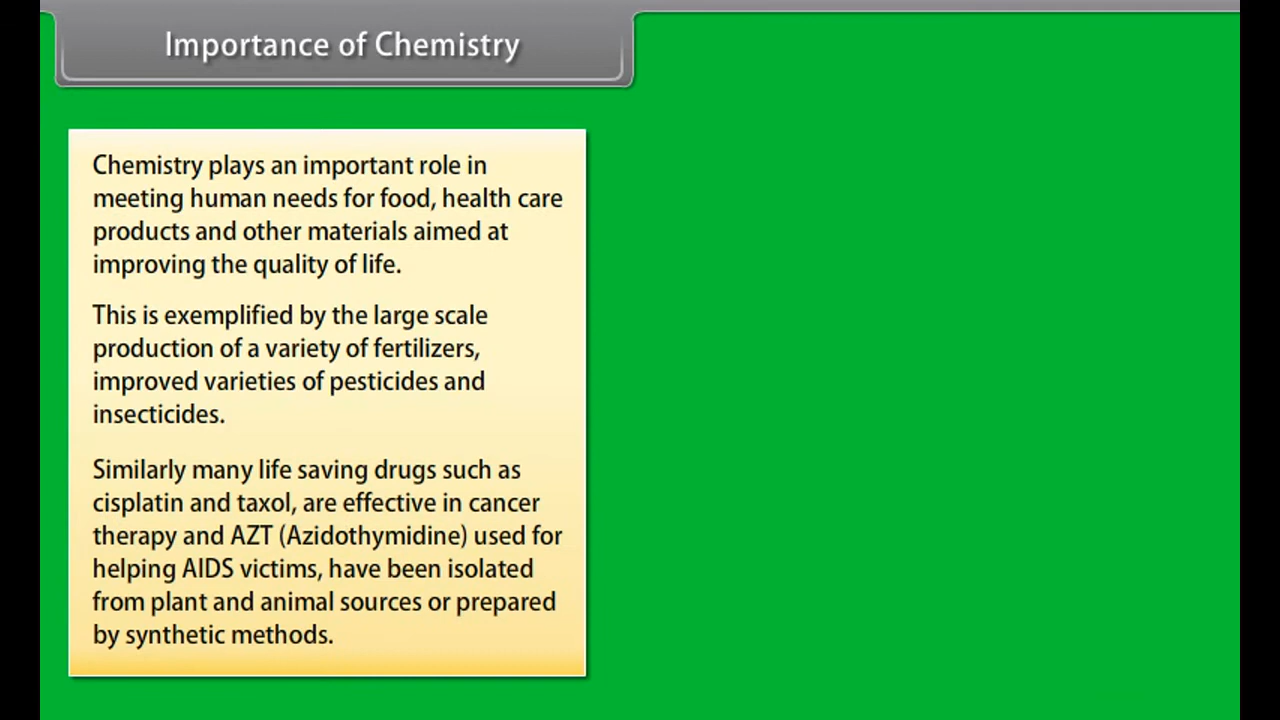 Importance of Chemistry
Chemistry plays an important role in
meeting human needs for food, health care
products and other materials aimed at
improving the quality of life.
This is exemplified by the large scale
production of a variety of fertilizers,
improved varieties of pesticides and
insecticides.
Similarly many life saving drugs such as
cisplatin and taxol, are effective in cancer
therapy and AZT (Azidothymidine) used for
helping AIDS victims, have been isolated
from plant and animal sources or prepared
by synthetic methods.